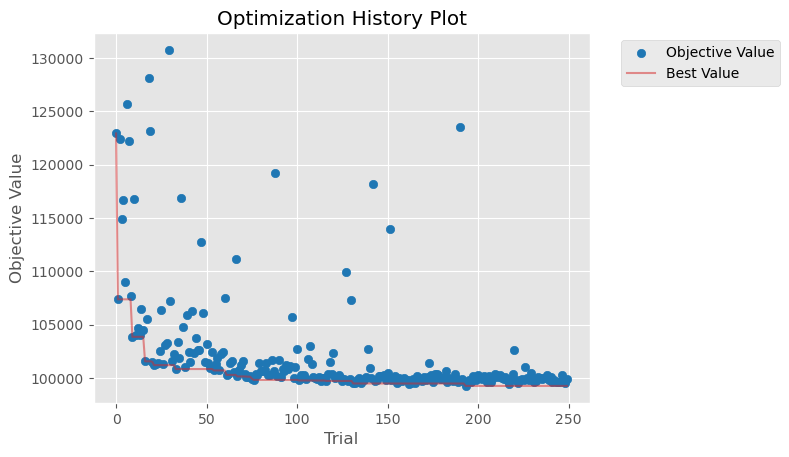 Optimization History Plot
Objective Value
Best Value
Objective Value
130000
125000
120000
115000
110000
105000
100000
0
50
100
150
200
250
Trial